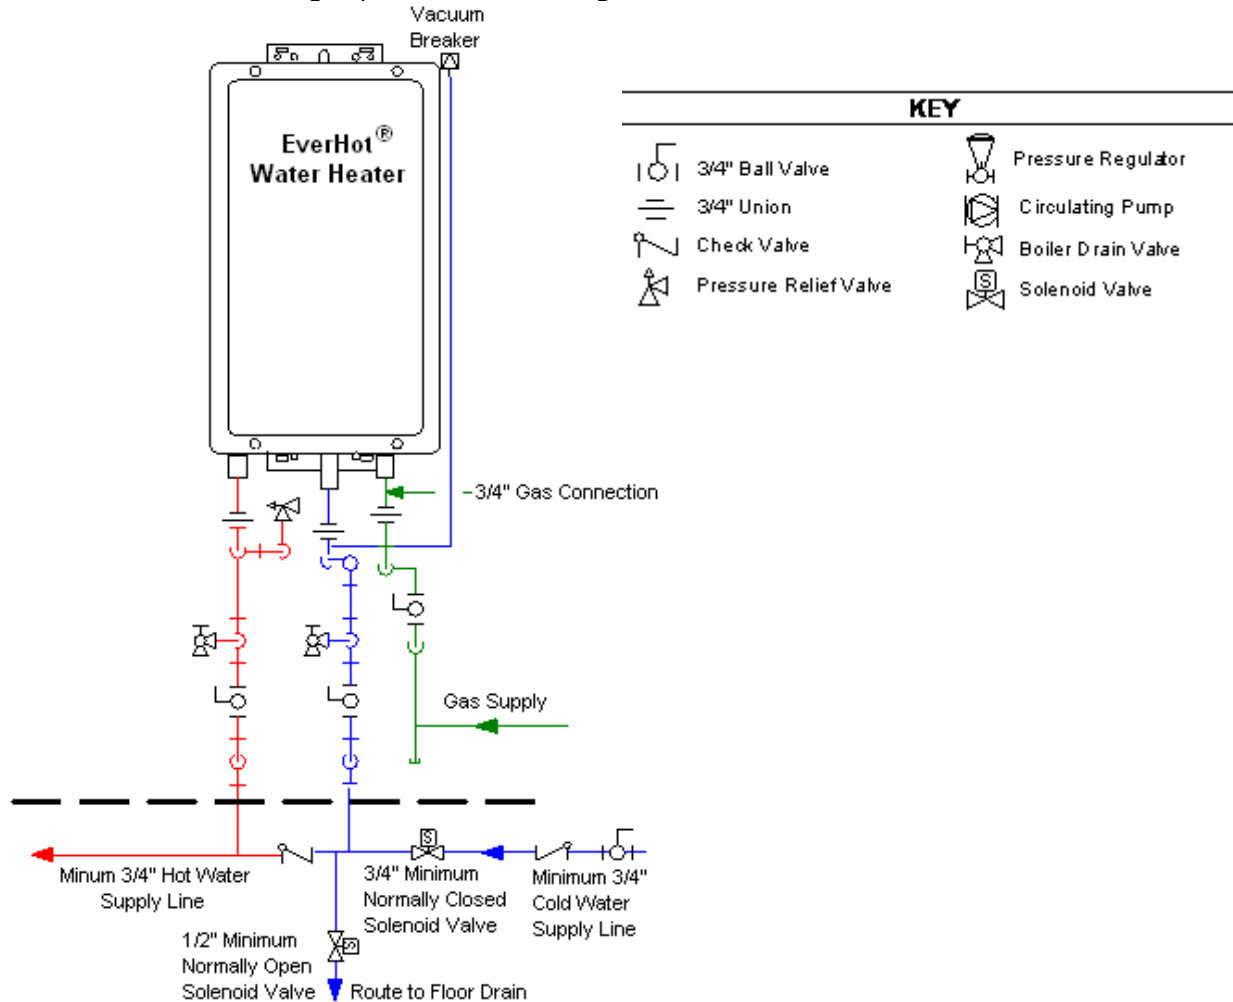 Vacuum
Breaker
EverHot®
Water Heater
KEY
3/4" Ball Valve
3/4" Union
Check Valve
Pressure Relief Valve
Pressure Regulator
Circulating Pump
Boiler Drain Valve
S
Solenoid Valve
3/4" Gas Connection
Gas Supply
S
Minum 3/4" Hot Water
Supply Line
3/4" Minimum
Normally Closed
Solenoid Valve
Minimum 3/4"
Cold Water
Supply Line
1/2" Minimum
Normally Open
Solenoid Valve
S
Route to Floor Drain